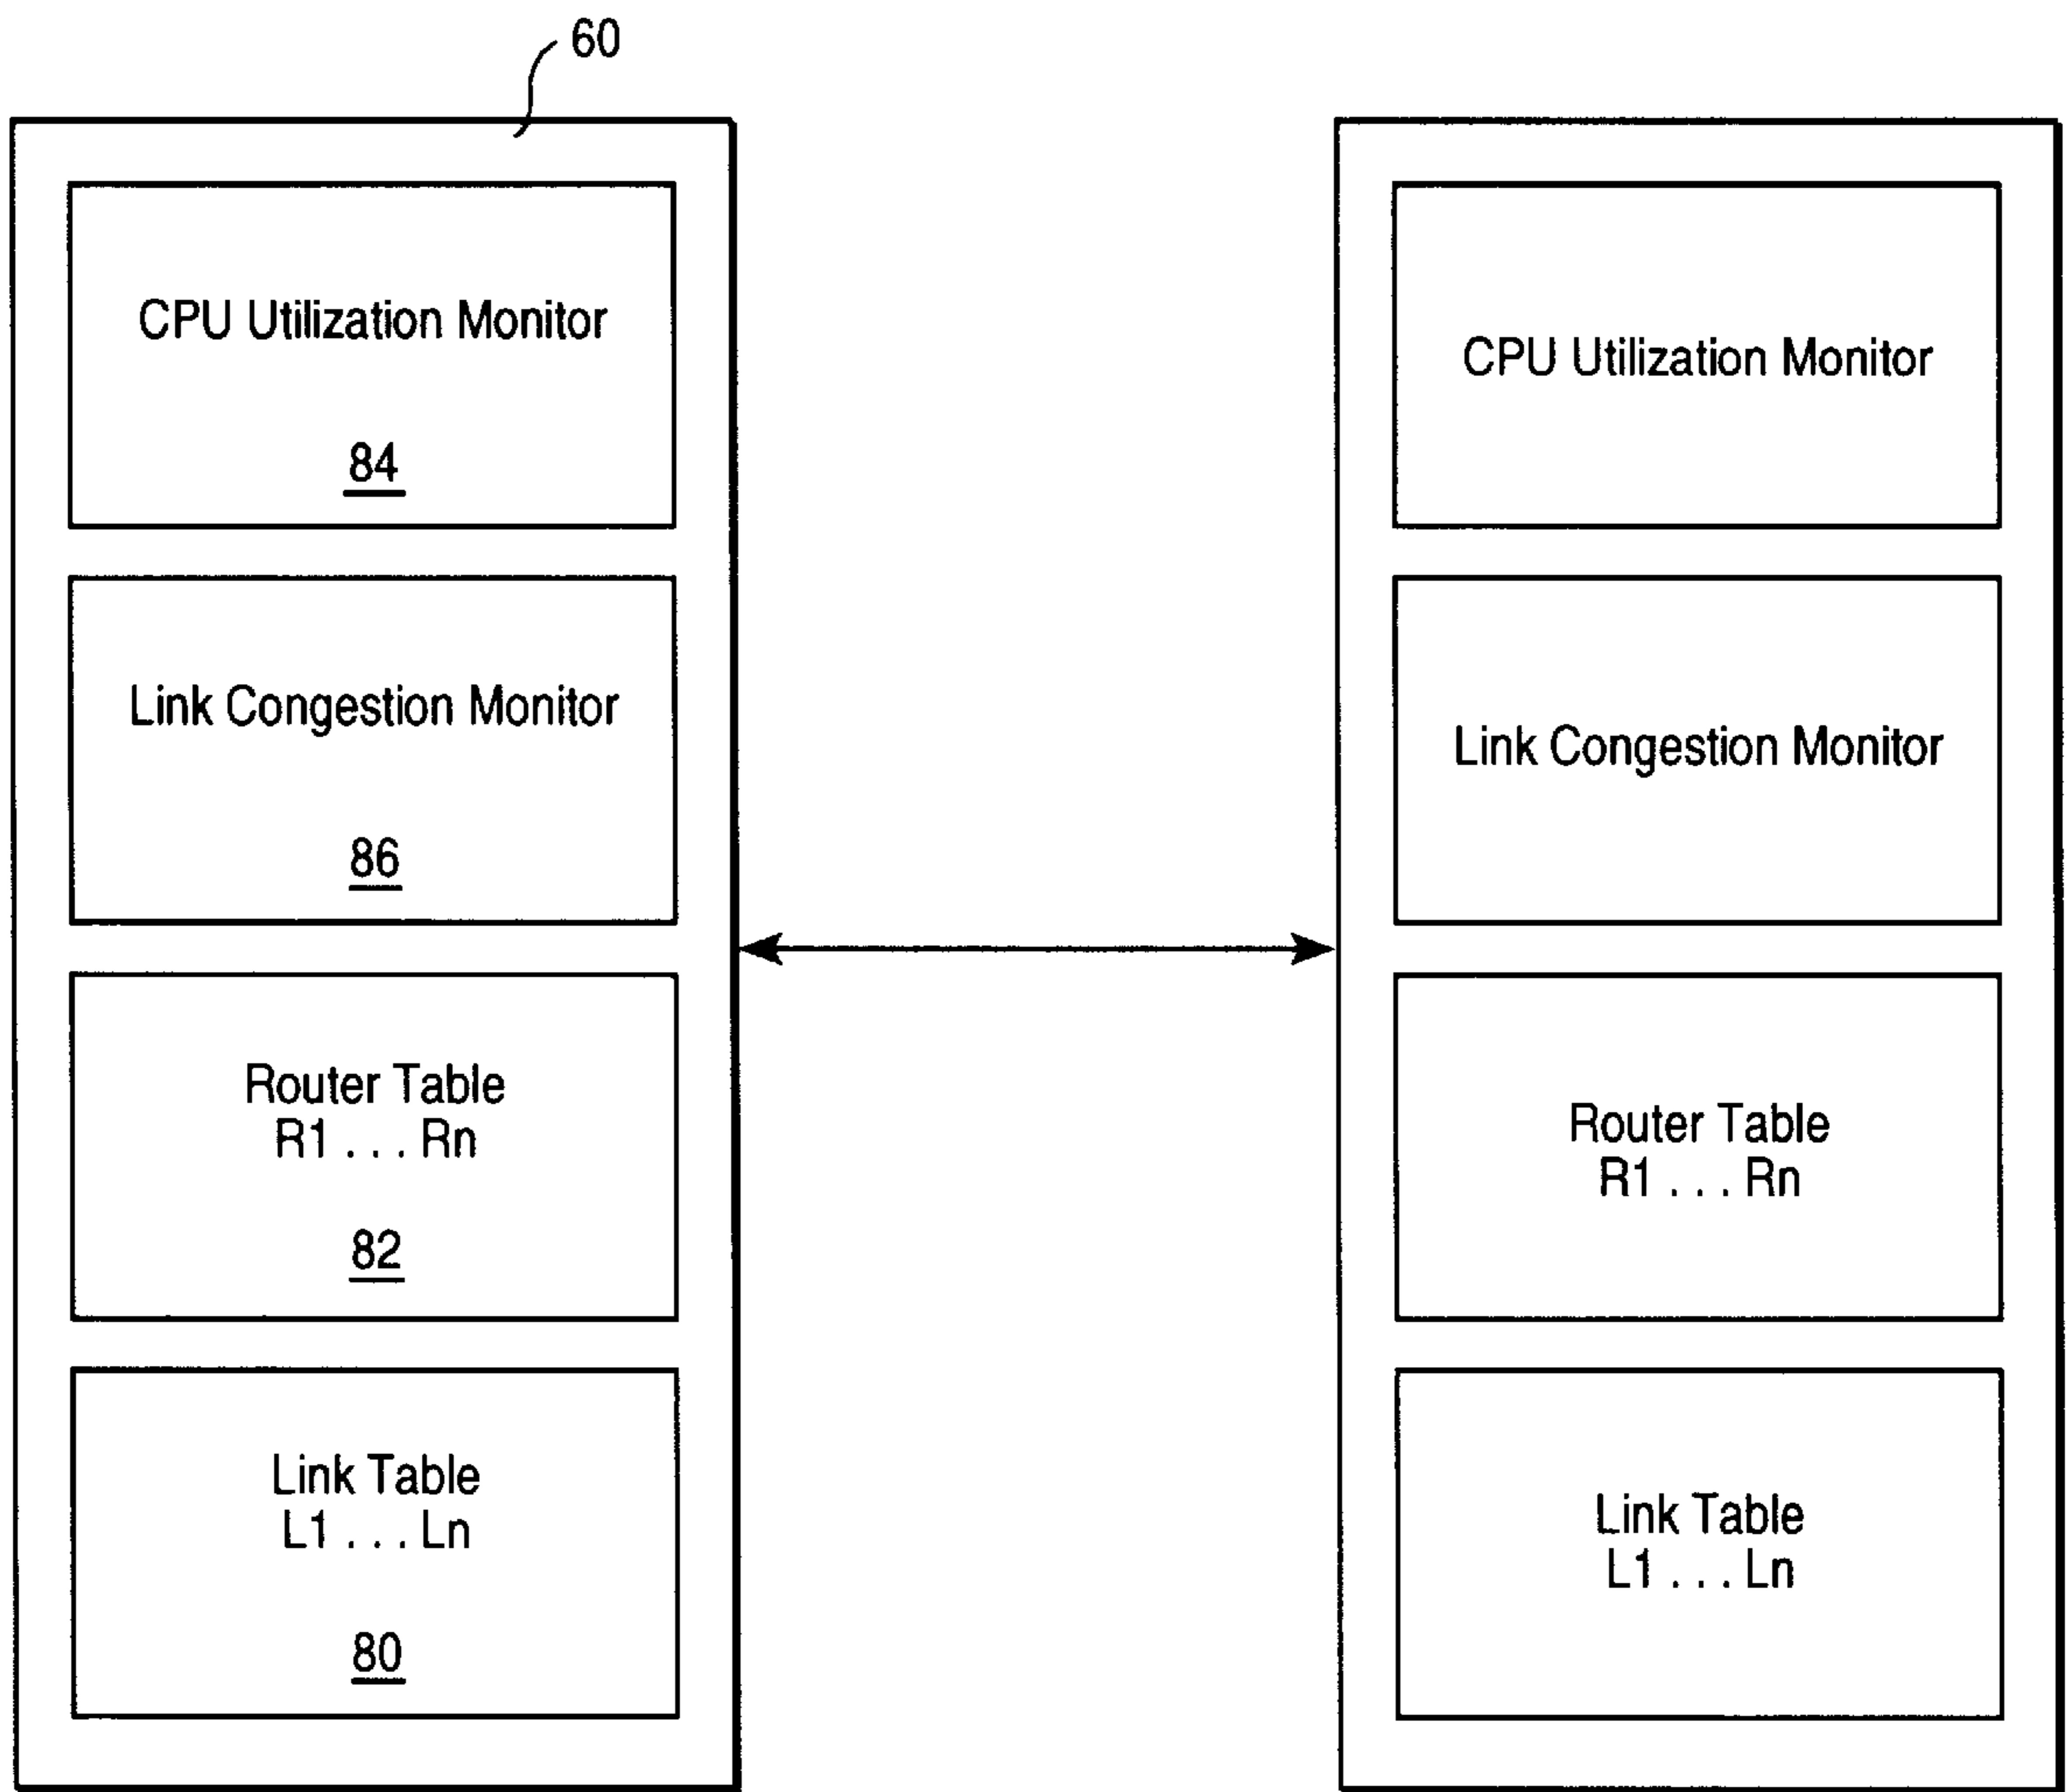 60
CPU Utilization Monitor
84
Link Congestion Monitor
86
Router Table
R1 . . . Rn
82
Link Table
L1 . . . Ln
80
CPU Utilization Monitor
Link Congestion Monitor
Router Table
R1 . . . Rn
Link Table
L1 . . . Ln